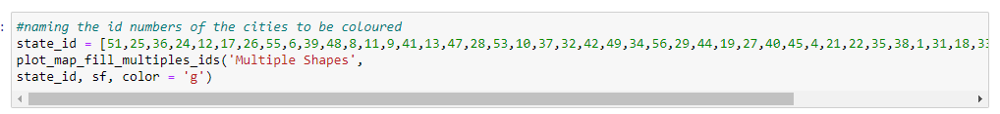 #naming the id numbers of the cities to be coloured
state_id = [51,25,36,24,12,17,26,55,6,39,48,8,11,9,41,13,47,28,53,10,37,32,42,49,34,56,29,44,19,27,40,45,4,21,22,35,38,1,31,18,33
plot_map_fill_multiples_ids('Multiple Shapes',
state_id, sf, color = 'g')